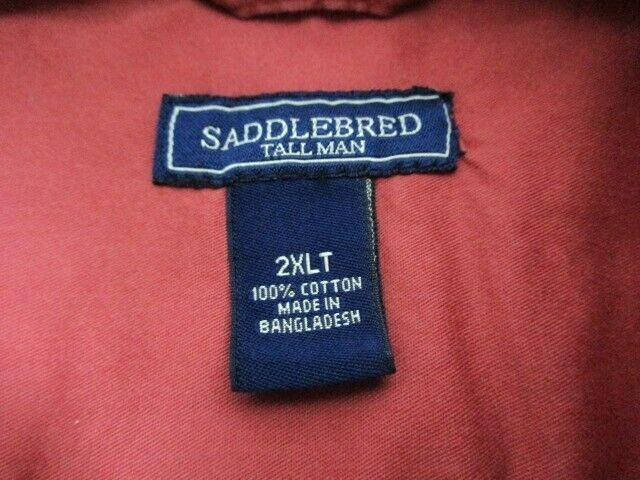 SADDLEBRED
TALL MAN
2XLT
100% COTTON
MADE IN
BANGLADESH